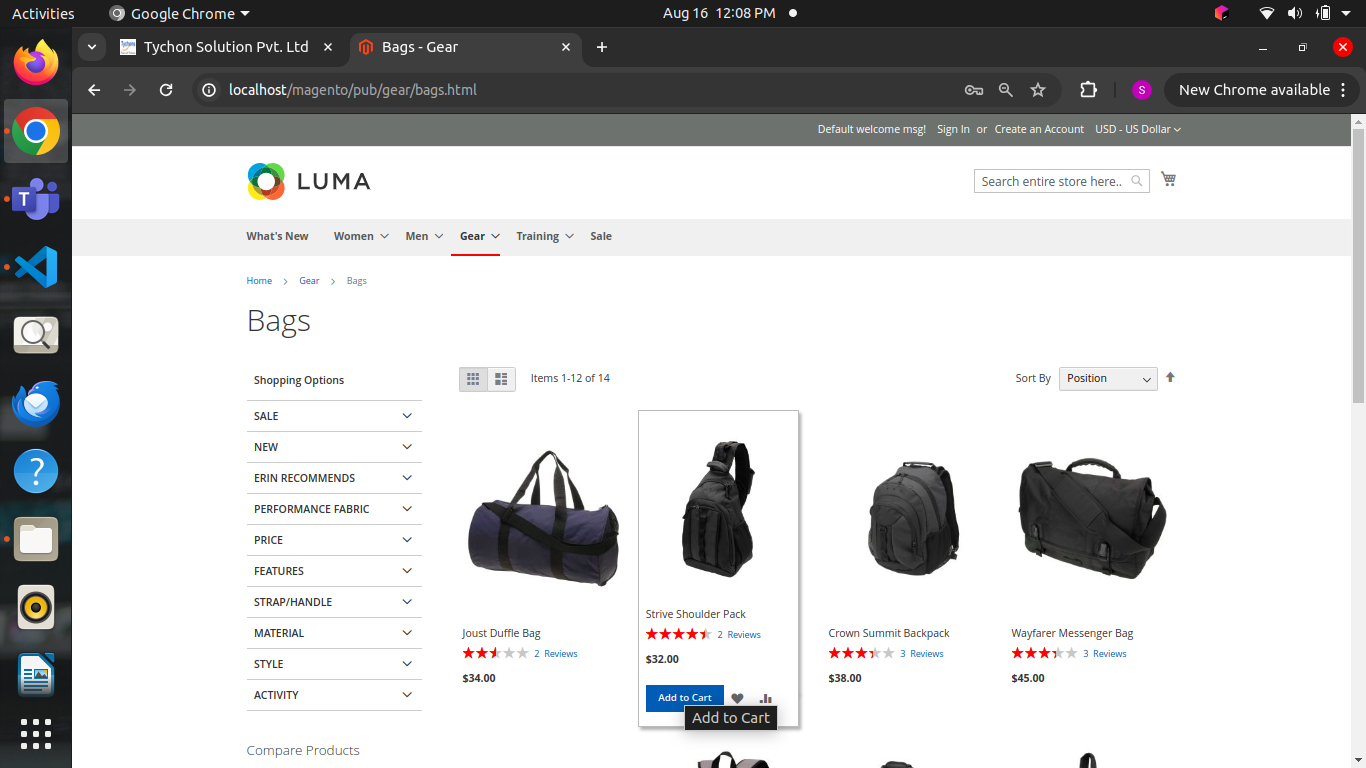 Activities
Google Chrome
Aug 16 12:08 PM
Tychon Solution Pvt. Ltd
Bags - Gear
localhost/magento/pub/gear/bags.html
S
New Chrome available
Default welcome msg! Sign In or Create an Account USD - US Dollar
LUMA
Search entire store here..
What's New Women Men Gear Training Sale
Home Gear Bags
Bags
Shopping Options
Items 1-12 of 14
Sort By Position
SALE
NEW
ERIN RECOMMENDS
PERFORMANCE FABRIC
PRICE
FEATURES
STRAP/HANDLE
MATERIAL
STYLE
ACTIVITY
Compare Products
Joust Duffle Bag
2 Reviews
$34.00
Strive Shoulder Pack
2 Reviews
$32.00
Add to Cart
Add to Cart
Crown Summit Backpack
3 Reviews
$38.00
Wayfarer Messenger Bag
3 Reviews
$45.00